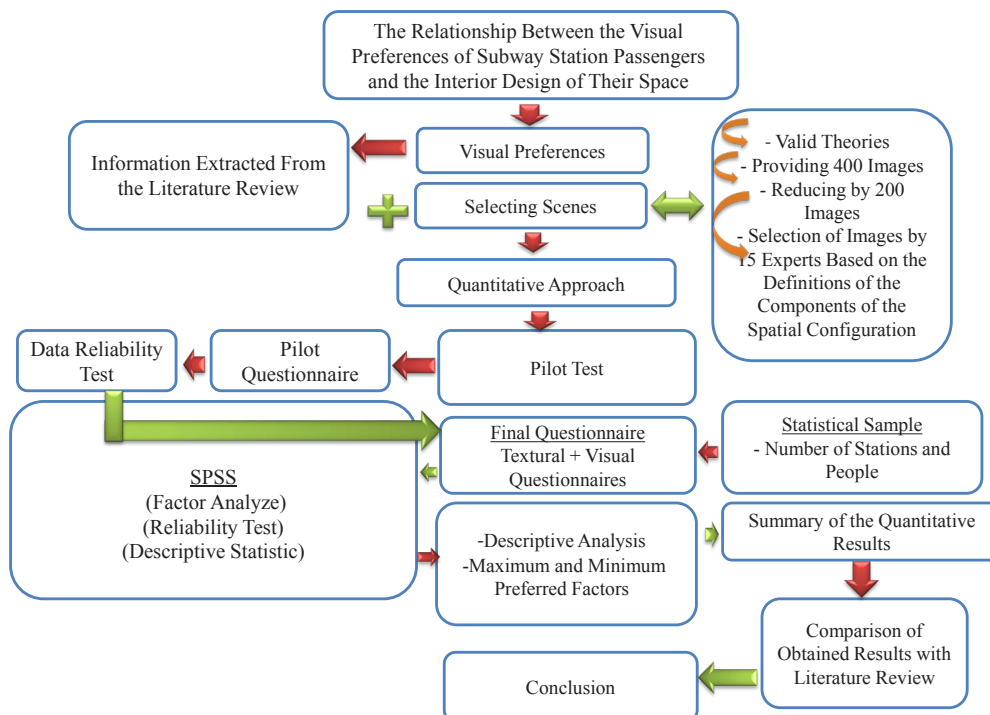 The Relationship Between the Visual
Preferences of Subway Station Passengers
and the Interior Design of Their Space
Information Extracted From
the Literature Review
Visual Preferences
Selecting Scenes
- Valid Theories
- Providing 400 Images
- Reducing by 200
Images
- Selection of Images by
15 Experts Based on the
Definitions of the
Components of the
Spatial Configuration
Quantitative Approach
Data Reliability
Test
Pilot
Questionnaire
Pilot Test
Final Questionnaire
Textural + Visual
Questionnaires
Statistical Sample
- Number of Stations and
People
SPSS
(Factor Analyze)
(Reliability Test)
(Descriptive Statistic)
-Descriptive Analysis
-Maximum and Minimum
Preferred Factors
Summary of the Quantitative
Results
Comparison of
Obtained Results with
Literature Review
Conclusion